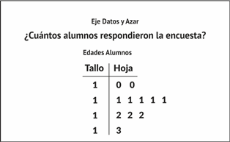 Eje Datos y Azar
¿Cuántos alumnos respondieron la encuesta?
Edades Alumnos
Tallo Hoja
1 0 0
1 1 1 1 1 1
1 2 2 2
1 3